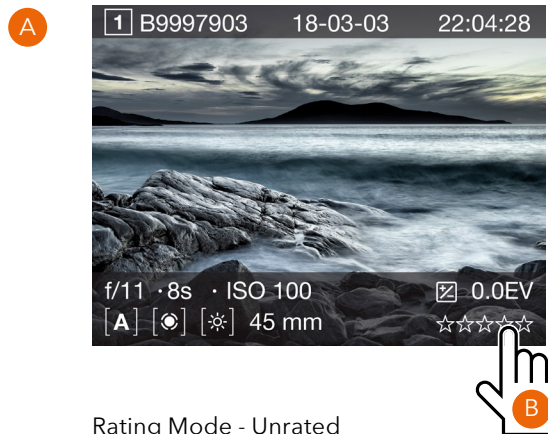 A
1 B9997903 18-03-03 22:04:28
f/11 ·8s · ISO 100 0.0EV
[A] 45 mm
B
Rating Mode - Unrated